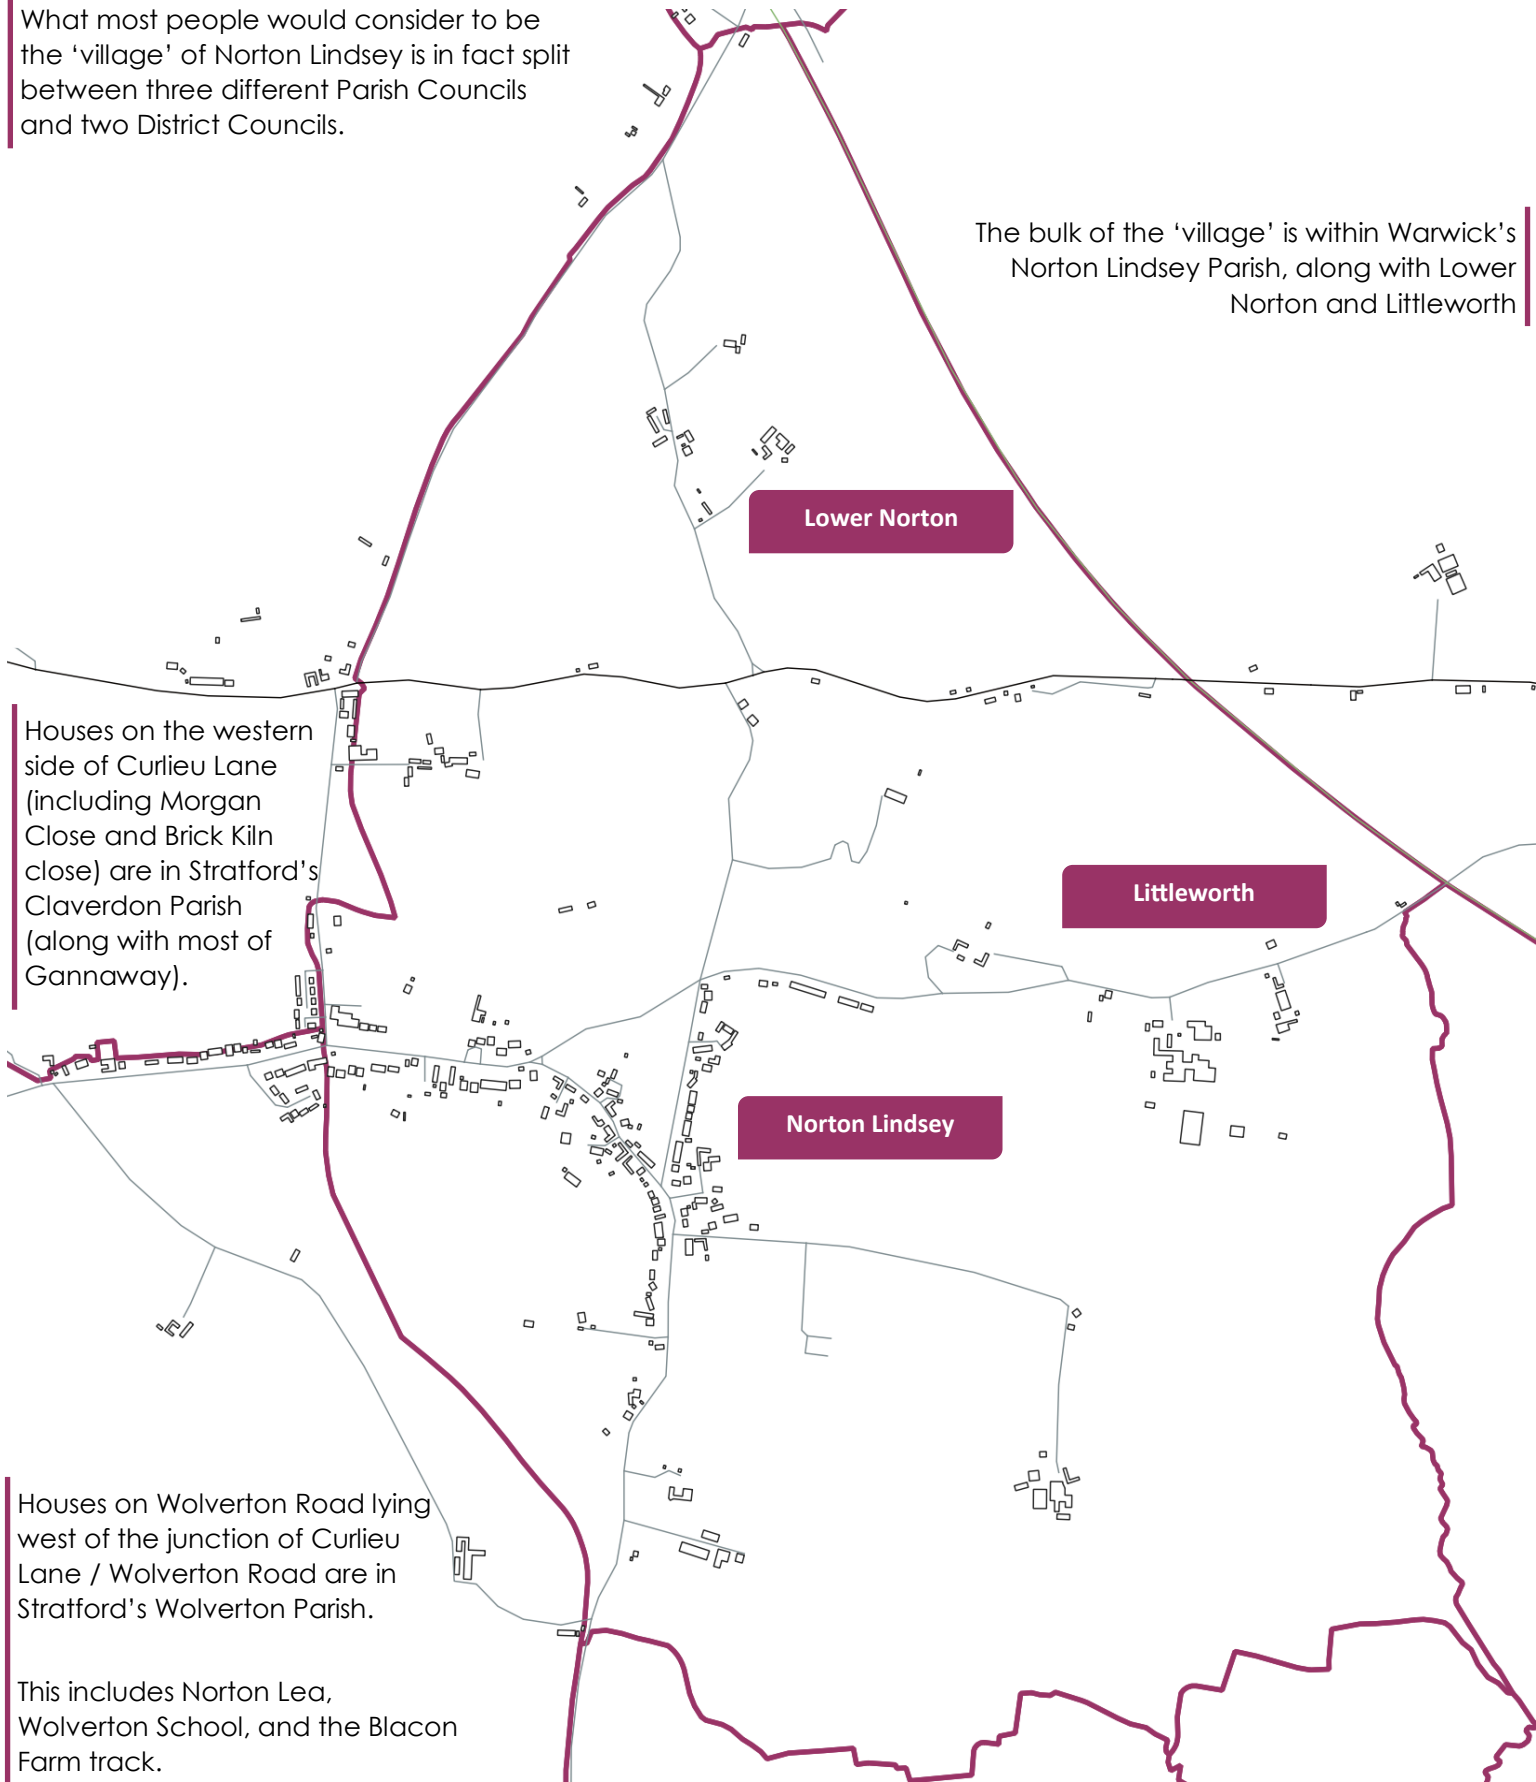 What most people would consider to be
the ‘village’ of Norton Lindsey is in fact split
between three different Parish Councils
and two District Councils.
The bulk of the ‘village’ is within Warwick’s
Norton Lindsey Parish, along with Lower
Norton and Littleworth
Lower Norton
Houses on the western
side of Curlieu Lane
(including Morgan
Close and Brick Kiln
close) are in Stratford’s
Claverdon Parish
(along with most of
Gannaway).
Littleworth
Norton Lindsey
Houses on Wolverton Road lying
west of the junction of Curlieu
Lane / Wolverton Road are in
Stratford’s Wolverton Parish.
This includes Norton Lea,
Wolverton School, and the Blacon
Farm track.